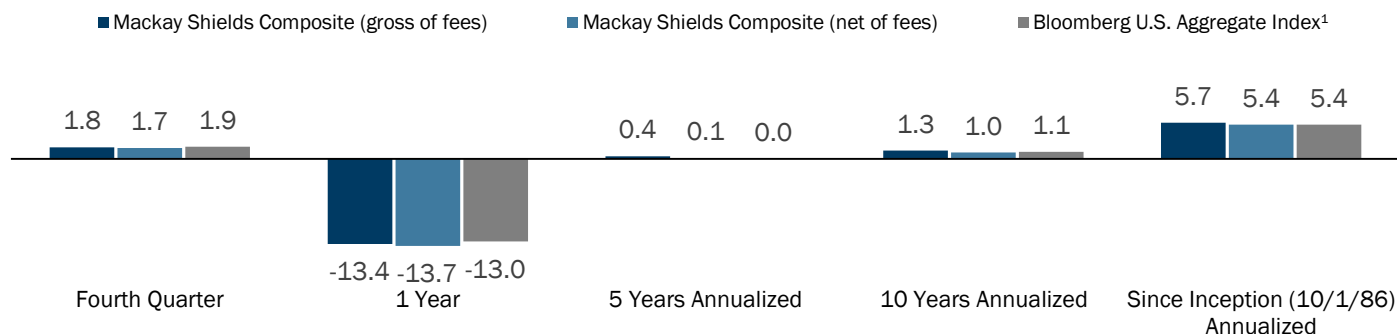 Mackay Shields Composite (gross of fees) Mackay Shields Composite (net of fees) Bloomberg U.S. Aggregate Index¹
1.8 1.7 1.9
-13.4 -13.7 -13.0
0.4 0.1 0.0
1.3 1.0 1.1
5.7 5.4 5.4
Fourth Quarter
1 Year
5 Years Annualized
10 Years Annualized
Since Inception (10/1/86)
Annualized